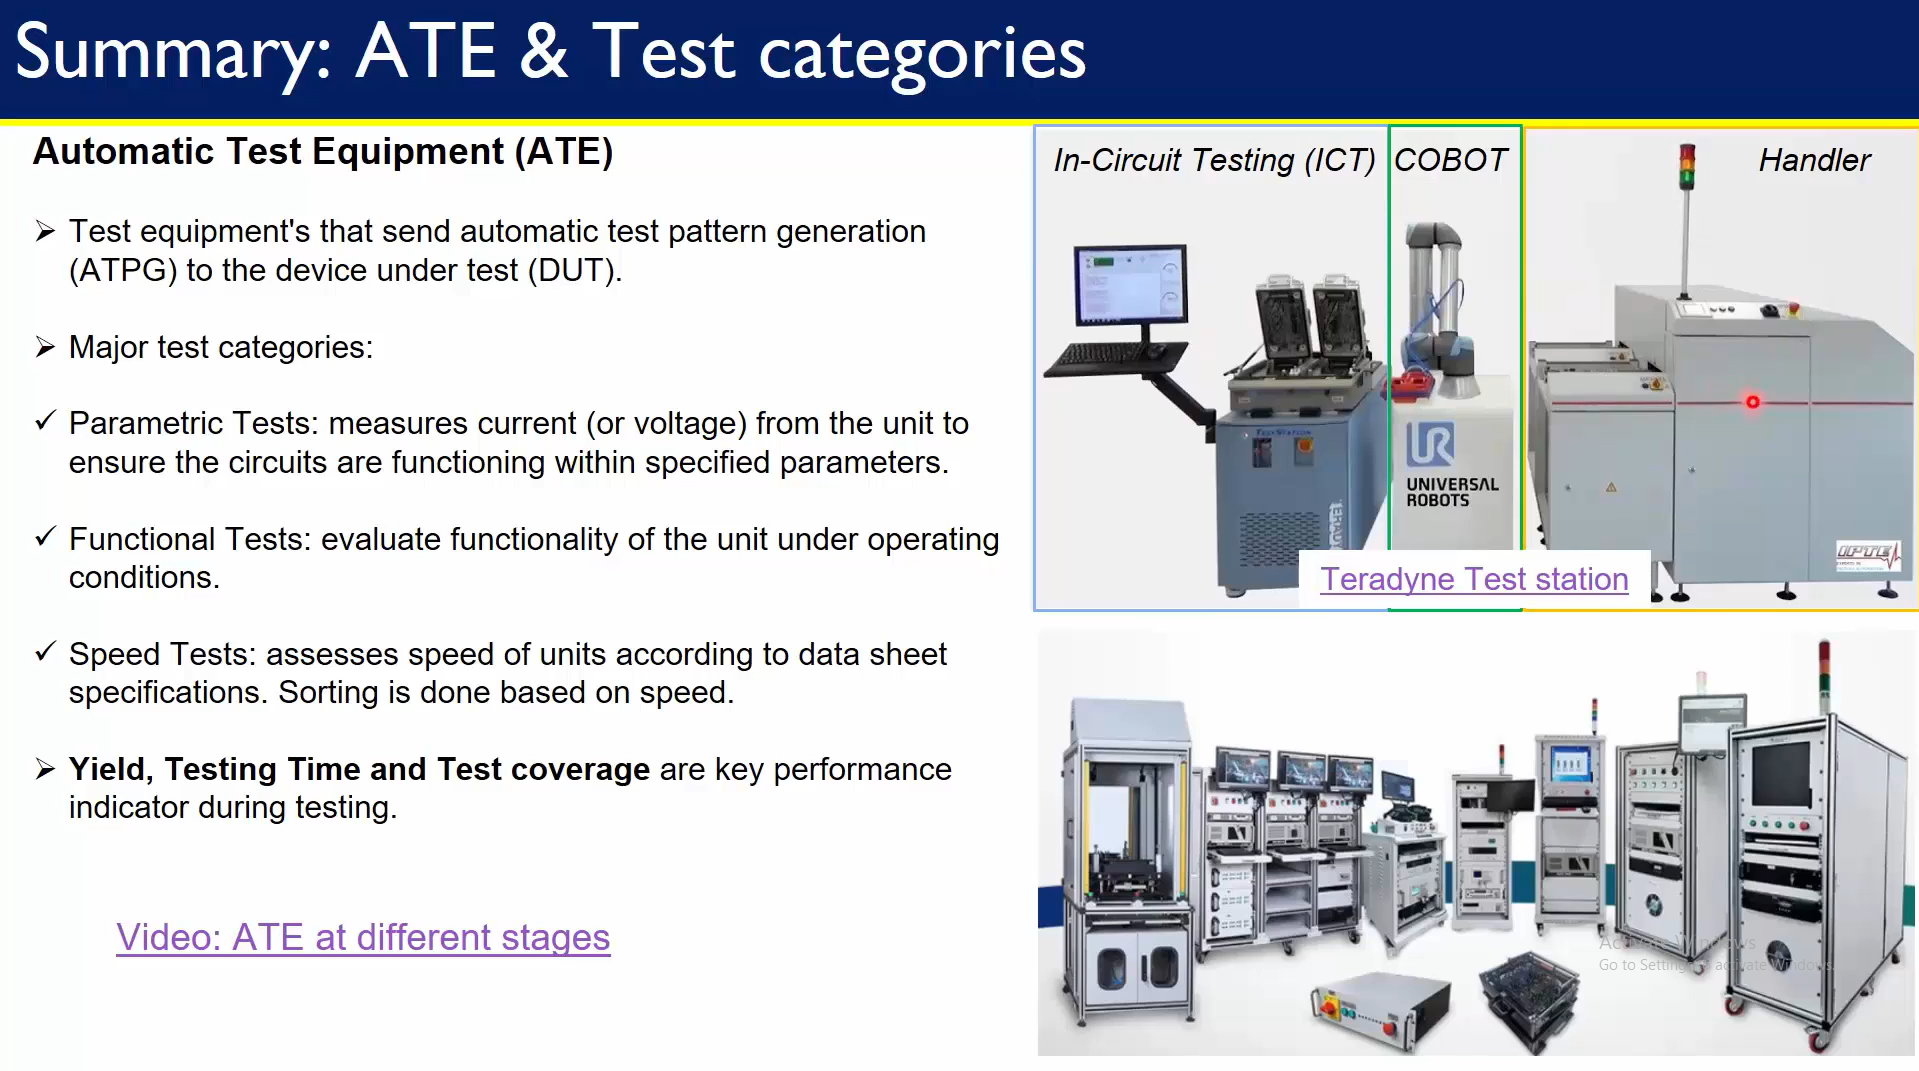 Summary: ATE & Test categories
Automatic Test Equipment (ATE)
Test equipment's that send automatic test pattern generation
(ATPG) to the device under test (DUT).
Major test categories:
Parametric Tests: measures current (or voltage) from the unit to
ensure the circuits are functioning within specified parameters.
Functional Tests: evaluate functionality of the unit under operating
conditions.
Speed Tests: assesses speed of units according to data sheet
specifications. Sorting is done based on speed.
Yield, Testing Time and Test coverage are key performance
indicator during testing.
Video: ATE at different stages
In-Circuit Testing (ICT)
COBOT
Handler
TESTSTATION
TERADYNE
UR
UNIVERSAL
ROBOTS
IPTE
Teradyne Test station
Activate Windows
Go to Settings to activate Windows.